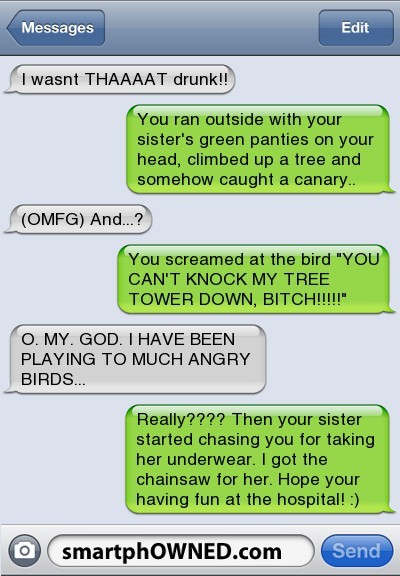 Messages
Edit
I wasnt THAAAAT drunk!!
You ran outside with your
sister's green panties on your
head, climbed up a tree and
somehow caught a canary..
(OMFG) And...?
You screamed at the bird "YOU
CAN'T KNOCK MY TREE
TOWER DOWN, BITCH!!!!!"
O. MY. GOD. I HAVE BEEN
PLAYING TO MUCH ANGRY
BIRDS...
Really???? Then your sister
started chasing you for taking
her underwear. I got the
chainsaw for her. Hope your
having fun at the hospital! :)
smartphOWNED.com
Send